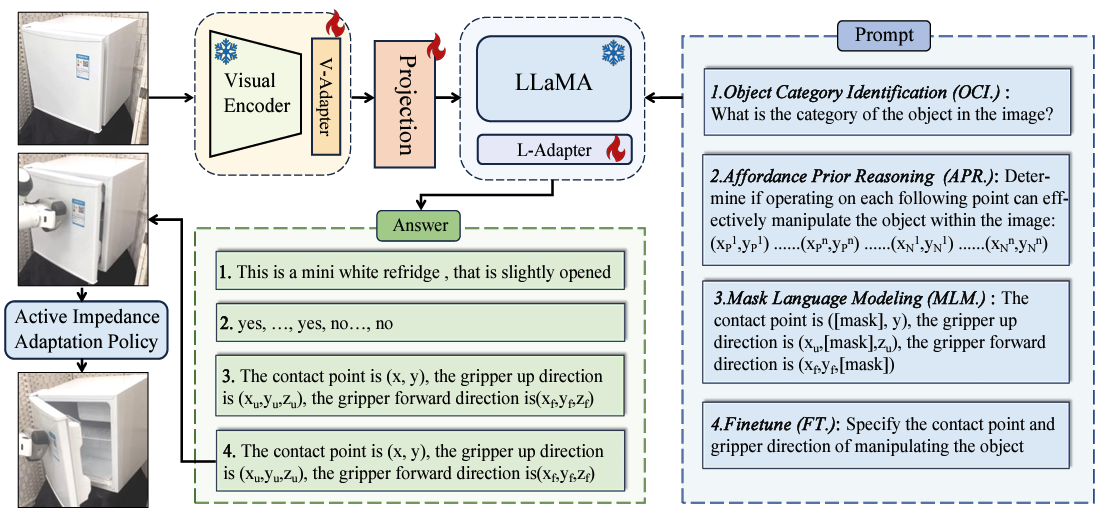 Visual
Encoder
V-Adapter
Projection
LLaMA
L-Adapter
Prompt
1.Object Category Identification (OCI.) :
What is the category of the object in the image?
2.Affordance Prior Reasoning (APR.): Deter-
mine if operating on each following point can eff-
ectively manipulate the object within the image:
(x_P^1,y_P^1) ......(x_P^n,y_P^n) ......(x_N^1,y_N^1) ......(x_N^n,y_N^n)
3.Mask Language Modeling (MLM.) : The
contact point is ([mask], y), the gripper up
direction is (x_u,[mask],z_u), the gripper forward
direction is (x_f,y_f,[mask])
4.Finetune (FT.): Specify the contact point and
gripper direction of manipulating the object
Answer
1. This is a mini white refridge , that is slightly opened
2. yes, …, yes, no…, no
3. The contact point is (x, y), the gripper up direction
is (x_u,y_u,z_u), the gripper forward direction is(x_f,y_f,z_f)
4. The contact point is (x, y), the gripper up direction
is (x_u,y_u,z_u), the gripper forward direction is(x_f,y_f,z_f)
Active Impedance
Adaptation Policy